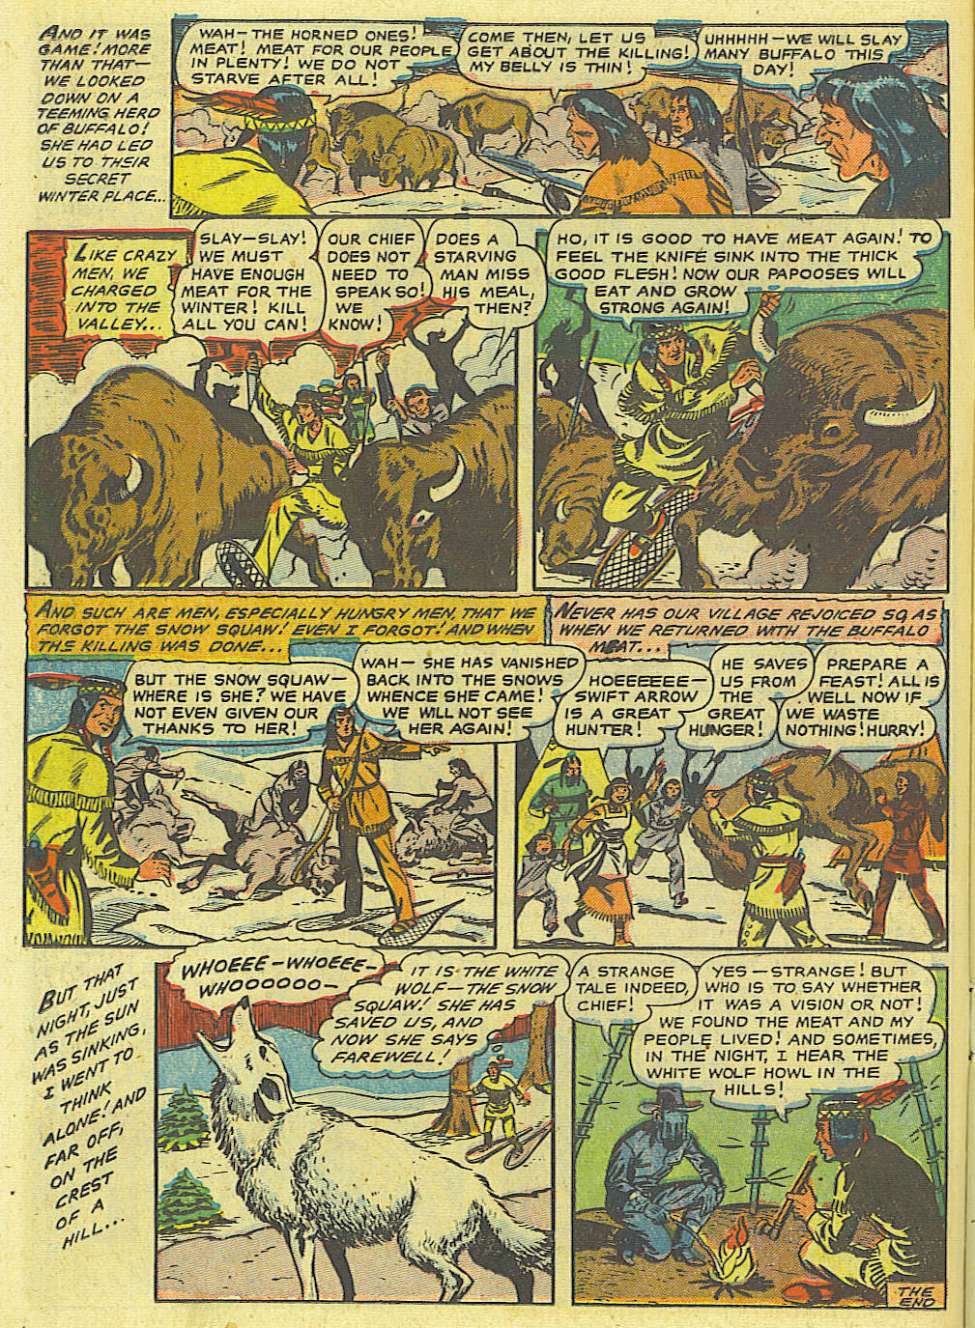 AND IT WAS
GAME! MORE
THAN THAT—
WE LOOKED
DOWN ON A
TEEMING HERD
OF BUFFALO!
SHE HAD LED
US TO THEIR
SECRET
WINTER PLACE...
WAH—THE HORNED ONES!
MEAT! MEAT FOR OUR PEOPLE
IN PLENTY! WE DO NOT
STARVE AFTER ALL!
COME THEN, LET US
GET ABOUT THE KILLING!
MY BELLY IS THIN!
UHHHHH—WE WILL SLAY
MANY BUFFALO THIS
DAY!
LIKE CRAZY
MEN, WE
CHARGED
INTO THE
VALLEY...
SLAY—SLAY!
WE MUST
HAVE ENOUGH
MEAT FOR THE
WINTER! KILL
ALL YOU CAN!
OUR CHIEF
DOES NOT
NEED TO
SPEAK SO!
WE
KNOW!
DOES A
STARVING
MAN MISS
HIS MEAL,
THEN?
HO, IT IS GOOD TO HAVE MEAT AGAIN! TO
FEEL THE KNIFE SINK INTO THE THICK
GOOD FLESH! NOW OUR PAPOOSES WILL
EAT AND GROW
STRONG AGAIN!
AND SUCH ARE MEN, ESPECIALLY HUNGRY MEN, THAT WE
FORGOT THE SNOW SQUAW! EVEN I FORGOT! AND WHEN
THE KILLING WAS DONE...
BUT THE SNOW SQUAW—
WHERE IS SHE? WE HAVE
NOT EVEN GIVEN OUR
THANKS TO HER!
WAH— SHE HAS VANISHED
BACK INTO THE SNOWS
WHENCE SHE CAME!
WE WILL NOT SEE
HER AGAIN!
NEVER HAS OUR VILLAGE REJOICED SO, AS
WHEN WE RETURNED WITH THE BUFFALO
MEAT...
HOEEEEEE—
SWIFT ARROW
IS A GREAT
HUNTER!
HE SAVES
US FROM
THE
GREAT
HUNGER!
PREPARE A
FEAST! ALL IS
WELL NOW IF
WE WASTE
NOTHING! HURRY!
BUT THAT
NIGHT, JUST
AS THE SUN
WAS SINKING,
I WENT TO
THINK
ALONE! AND
FAR OFF,
ON THE
CREST
OF A
HILL...
WHOEEE—WHOEEE—
WHOOOOOO—
IT IS THE WHITE
WOLF—THE SNOW
SQUAW! SHE HAS
SAVED US, AND
NOW SHE SAYS
FAREWELL!
A STRANGE
TALE INDEED,
CHIEF!
YES—STRANGE! BUT
WHO IS TO SAY WHETHER
IT WAS A VISION OR NOT!
WE FOUND THE MEAT AND MY
PEOPLE LIVED! AND SOMETIMES,
IN THE NIGHT, I HEAR THE
WHITE WOLF HOWL IN THE
HILLS!
THE
END